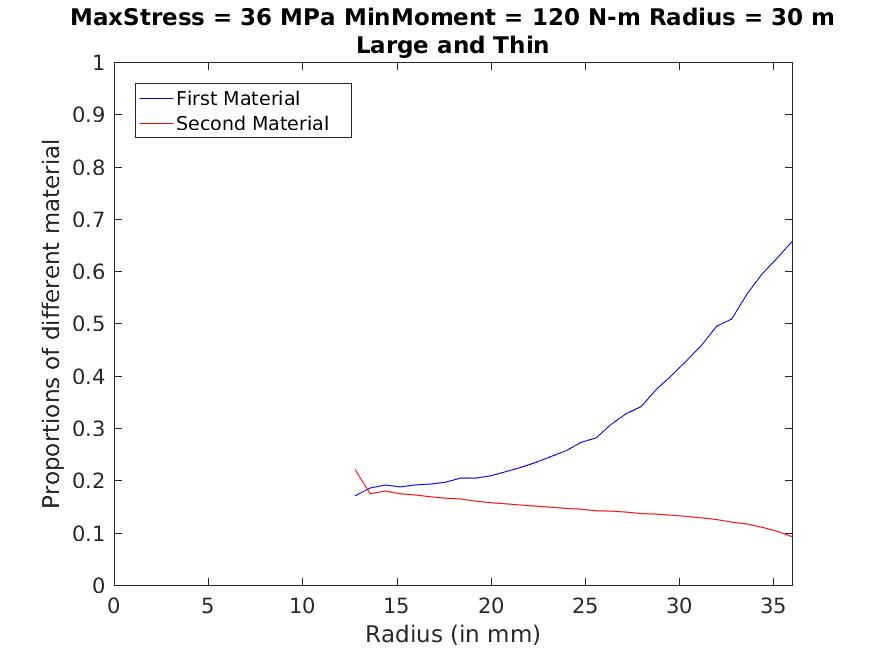 MaxStress = 36 MPa MinMoment = 120 N-m Radius = 30 m
Large and Thin
1
First Material
Second Material
0.9
0.8
0.7
0.6
0.5
0.4
0.3
0.2
0.1
0
Proportions of different material
0 5 10 15 20 25 30 35
Radius (in mm)